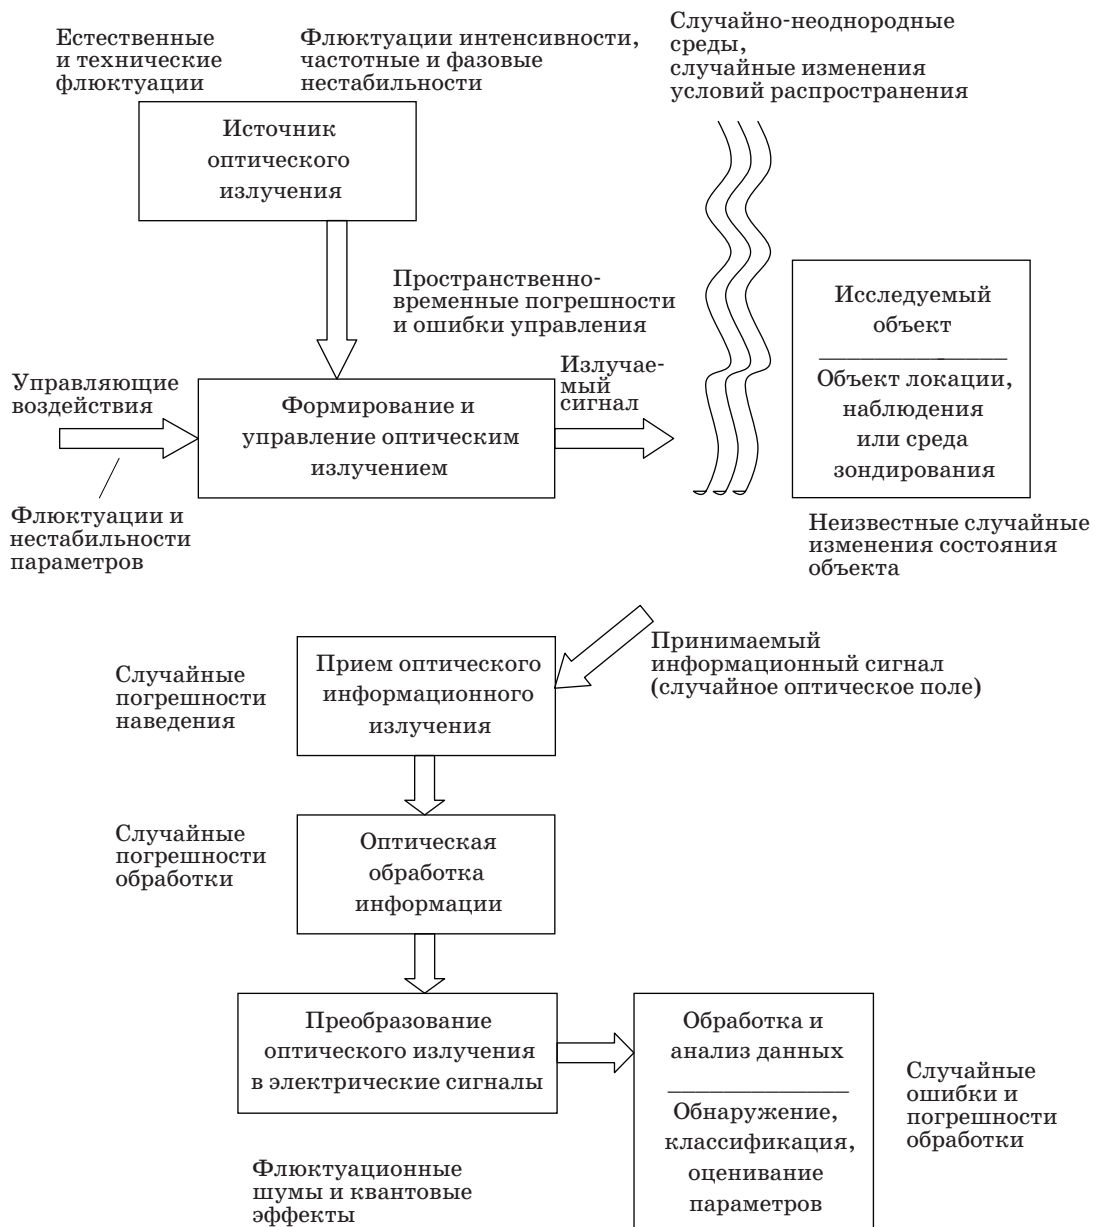 Естественные
и технические
флюктуации
Флюктуации интенсивности,
частотные и фазовые
нестабильности
Случайно-неоднородные
среды,
случайные изменения
условий распространения
Источник
оптического
излучения
Пространственно-
временные погрешности
и ошибки управления
Исследуемый
объект
Объект локации,
наблюдения
или среда
зондирования
Управляющие
воздействия
Формирование и
управление оптическим
излучением
Излучае-
мый
сигнал
Флюктуации и
нестабильности
параметров
Неизвестные случайные
изменения состояния
объекта
Случайные
погрешности
наведения
Прием оптического
информационного
излучения
Принимаемый
информационный сигнал
(случайное оптическое поле)
Случайные
погрешности
обработки
Оптическая
обработка
информации
Преобразование
оптического излучения
в электрические сигналы
Обработка и
анализ данных
Обнаружение,
классификация,
оценивание
параметров
Случайные
ошибки и
погрешности
обработки
Флюктуационные
шумы и квантовые
эффекты